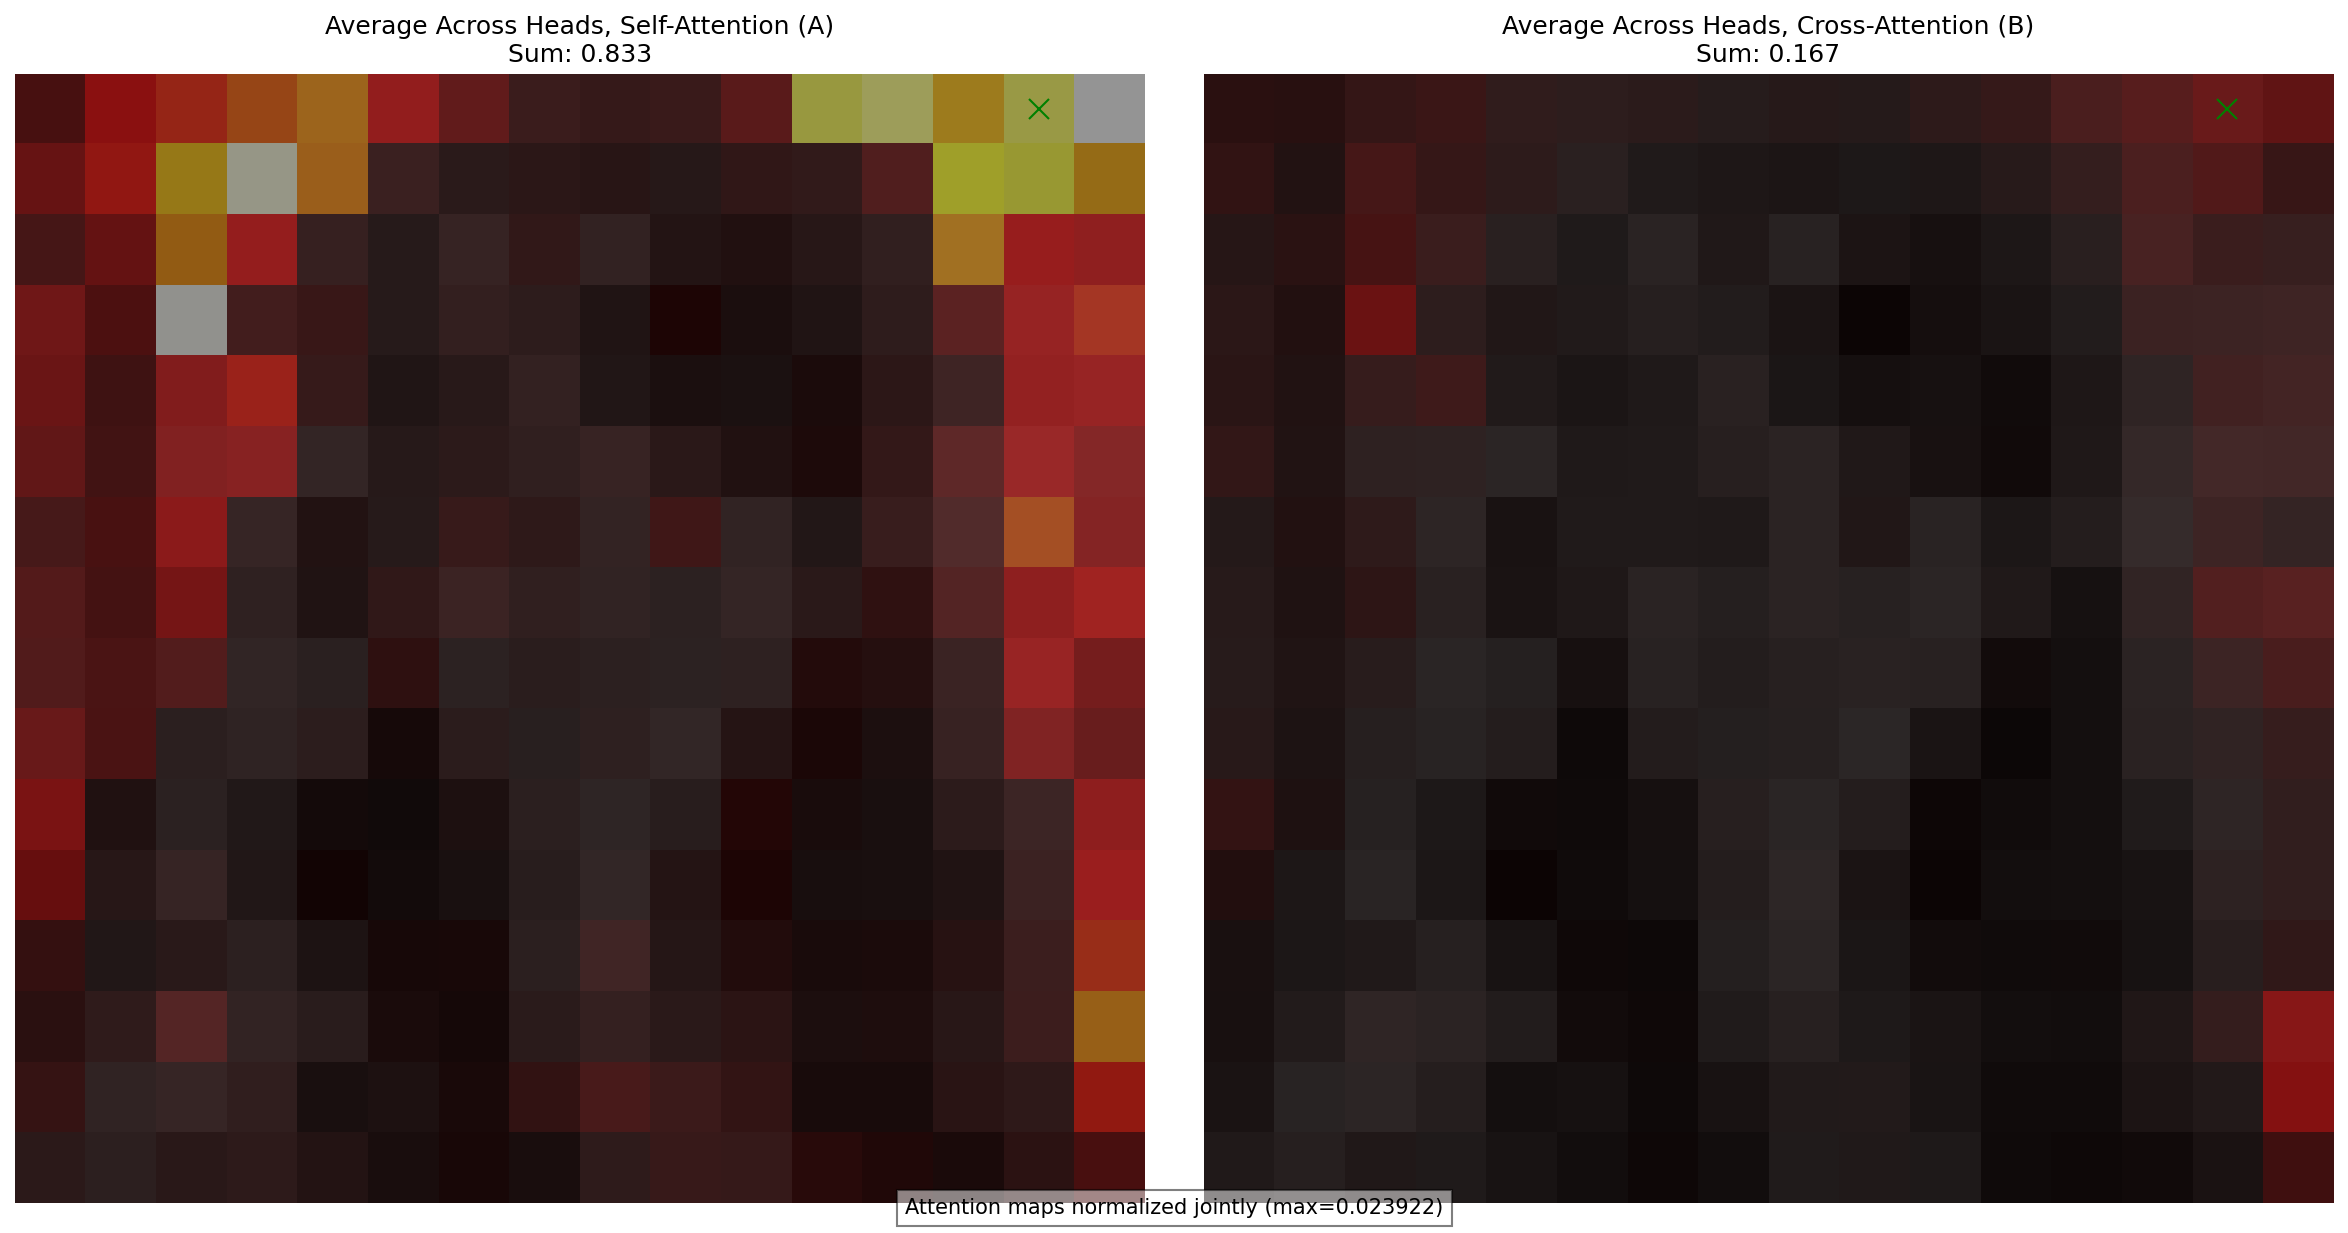 Average Across Heads, Self-Attention (A)
Sum: 0.833
Average Across Heads, Cross-Attention (B)
Sum: 0.167
Attention maps normalized jointly (max=0.023922)